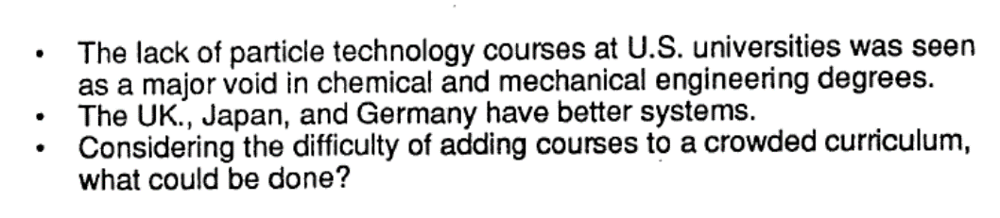 • The lack of particle technology courses at U.S. universities was seen
as a major void in chemical and mechanical engineering degrees.
• The UK., Japan, and Germany have better systems.
• Considering the difficulty of adding courses to a crowded curriculum,
what could be done?